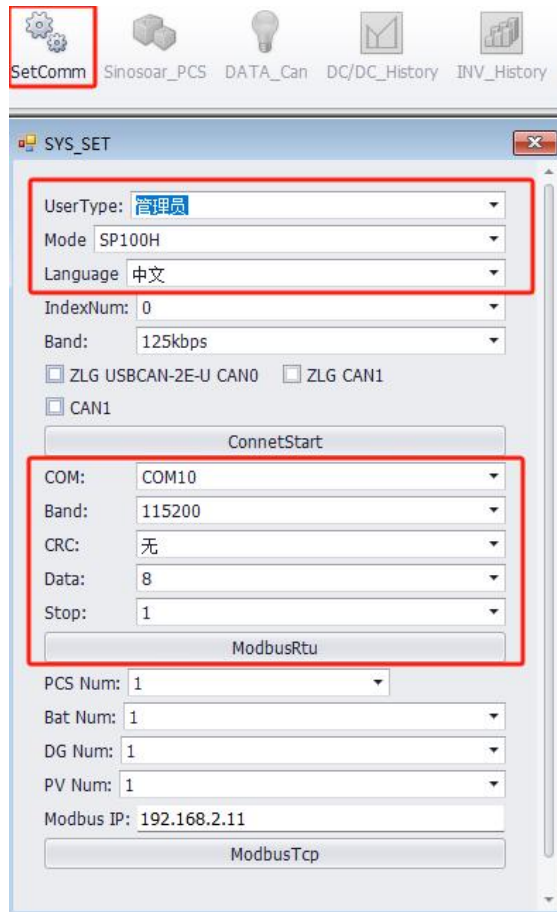 SetComm Sinosoar_PCS DATA_Can DC/DC_History INV_History
SYS_SET
UserType: 管理员
Mode SP100H
Language 中文
IndexNum: 0
Band: 125kbps
ZLG USBCAN-2E-U CAN0 ZLG CAN1
CAN1
ConnetStart
COM: COM10
Band: 115200
CRC: 无
Data: 8
Stop: 1
ModbusRtu
PCS Num: 1
Bat Num: 1
DG Num: 1
PV Num: 1
Modbus IP: 192.168.2.11
ModbusTcp